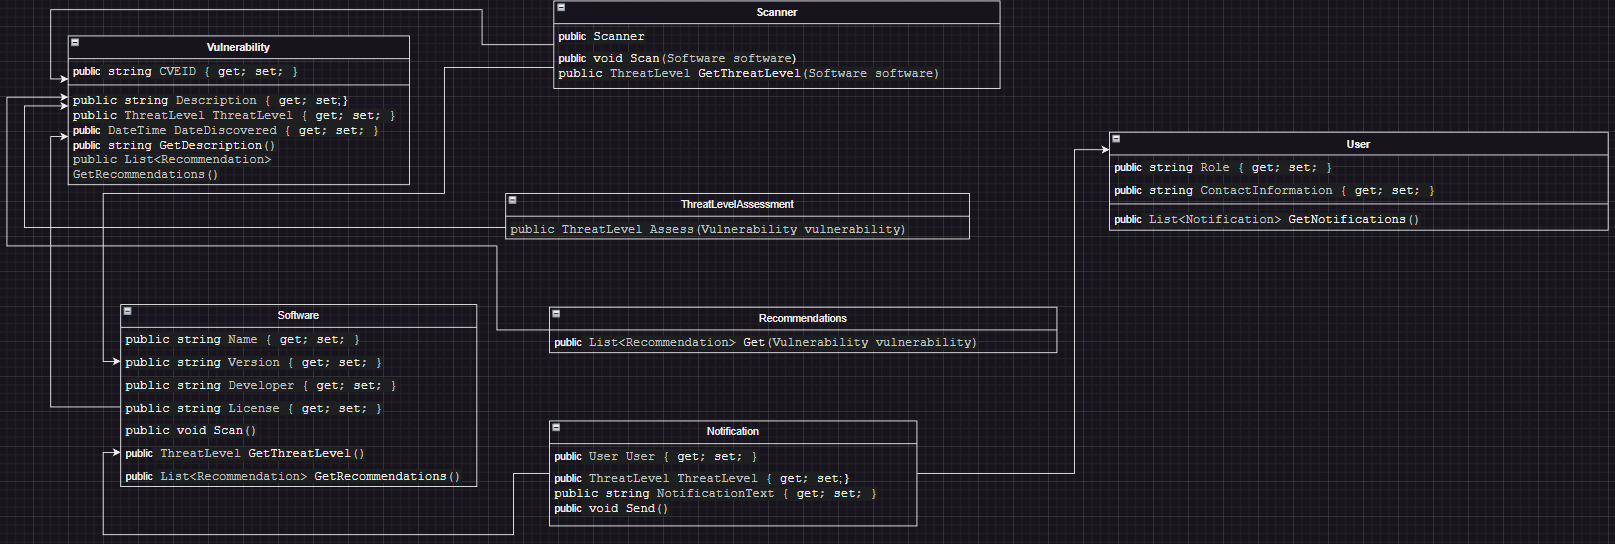 Scanner
public Scanner
public void Scan(Software software)
public ThreatLevel GetThreatLevel(Software software)
Vulnerability
public string CVEID { get; set; }
public string Description { get; set;}
public ThreatLevel ThreatLevel { get; set; }
public DateTime DateDiscovered { get; set; }
public string GetDescription()
public List<Recommendation>
GetRecommendations()
User
public string Role { get; set; }
public string ContactInformation { get; set; }
public List<Notification> GetNotifications()
ThreatLevelAssessment
public ThreatLevel Assess(Vulnerability vulnerability)
Software
public string Name { get; set; }
public string Version { get; set; }
public string Developer { get; set; }
public string License { get; set; }
public void Scan()
public ThreatLevel GetThreatLevel()
public List<Recommendation> GetRecommendations()
Recommendations
public List<Recommendation> Get(Vulnerability vulnerability)
Notification
public User User { get; set; }
public ThreatLevel ThreatLevel { get; set;}
public string NotificationText { get; set; }
public void Send()